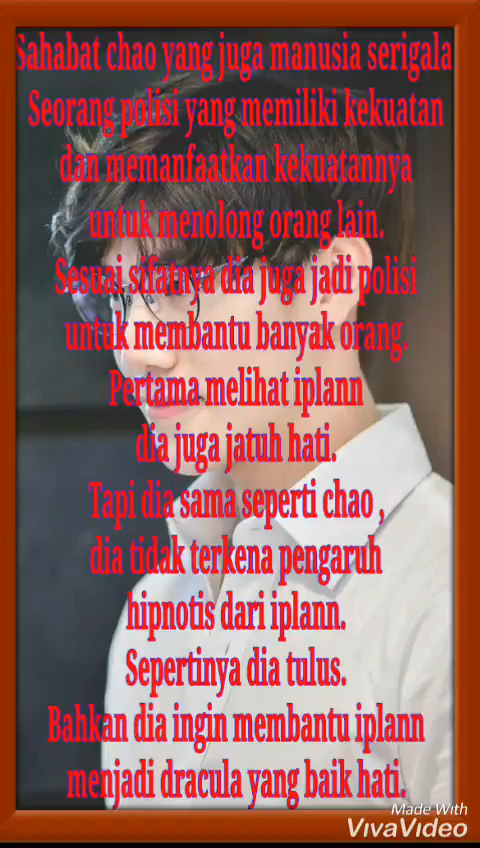 Sahabat chao yang juga manusia serigala
Seorang polisi yang memiliki kekuatan
dan memanfaatkan kekuatannya
untuk menolong orang lain.
Sesuai sifatnya dia juga jadi polisi
untuk membantu banyak orang.
Pertama melihat iplann
dia juga jatuh hati.
Tapi dia sama seperti chao ,
dia tidak terkena pengaruh
hipnotis dari iplann.
Sepertinya dia tulus.
Bahkan dia ingin membantu iplann
menjadi dracula yang baik hati.
Made With
VivaVideo